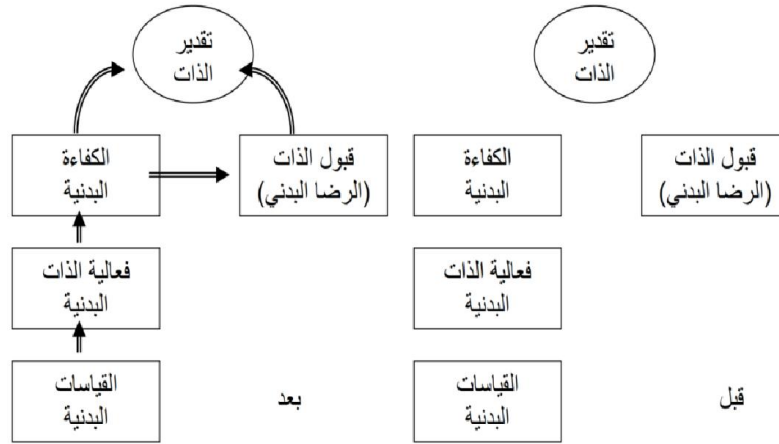 تقدير
الذات
قبول الذات
(الرضا البدني)
الكفاءة
البدنية
فعالية الذات
البدنية
القياسات
البدنية
قبل
تقدير
الذات
قبول الذات
(الرضا البدني)
الكفاءة
البدنية
فعالية الذات
البدنية
القياسات
البدنية
بعد